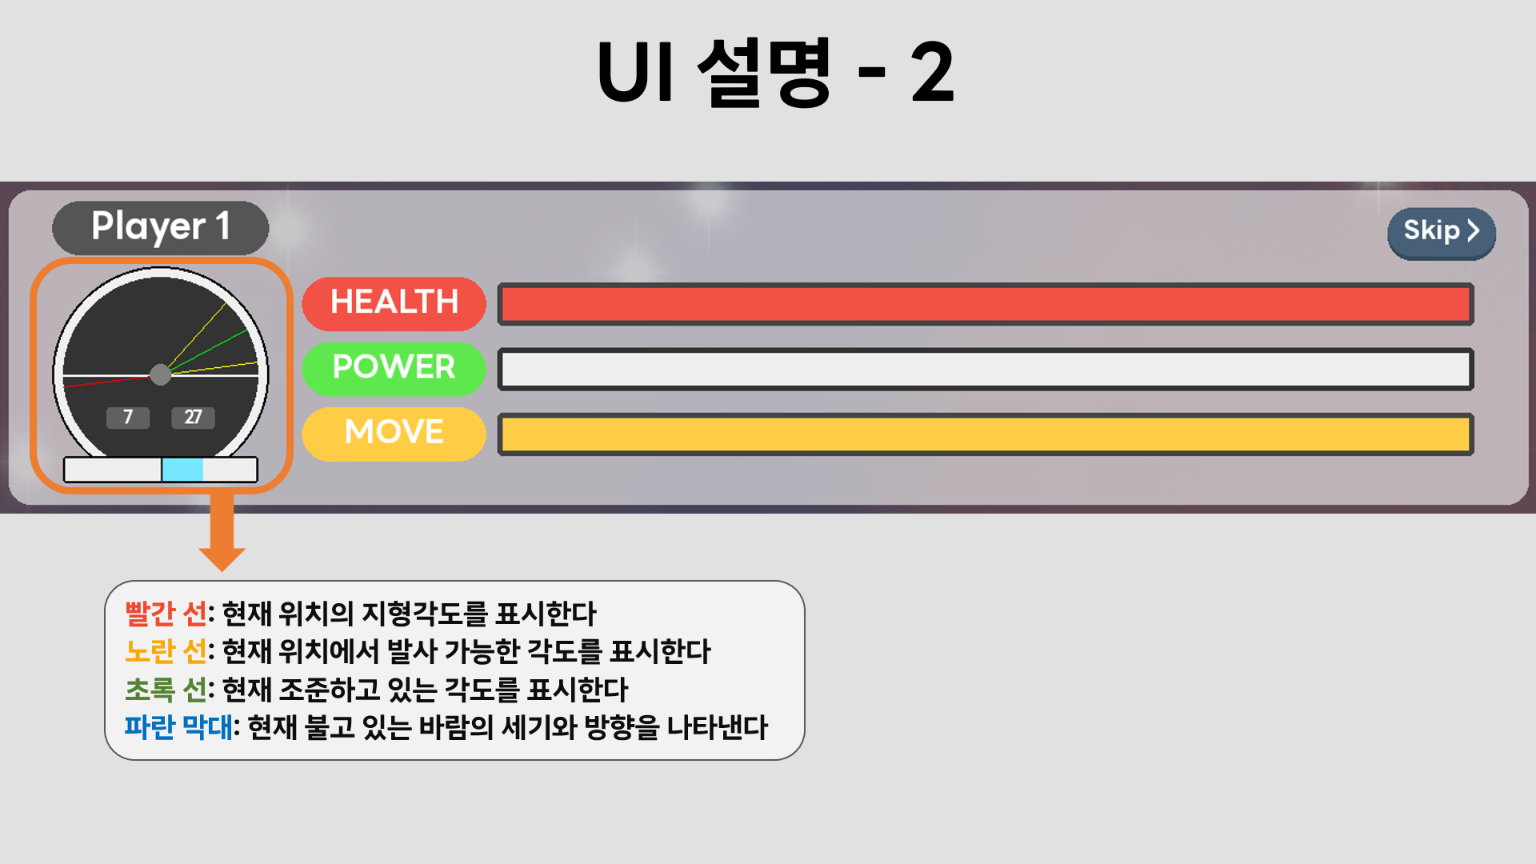 UI 설명 - 2
Player 1
Skip >
HEALTH
POWER
MOVE
7 27
빨간 선: 현재 위치의 지형각도를 표시한다
노란 선: 현재 위치에서 발사 가능한 각도를 표시한다
초록 선: 현재 조준하고 있는 각도를 표시한다
파란 막대: 현재 불고 있는 바람의 세기와 방향을 나타낸다